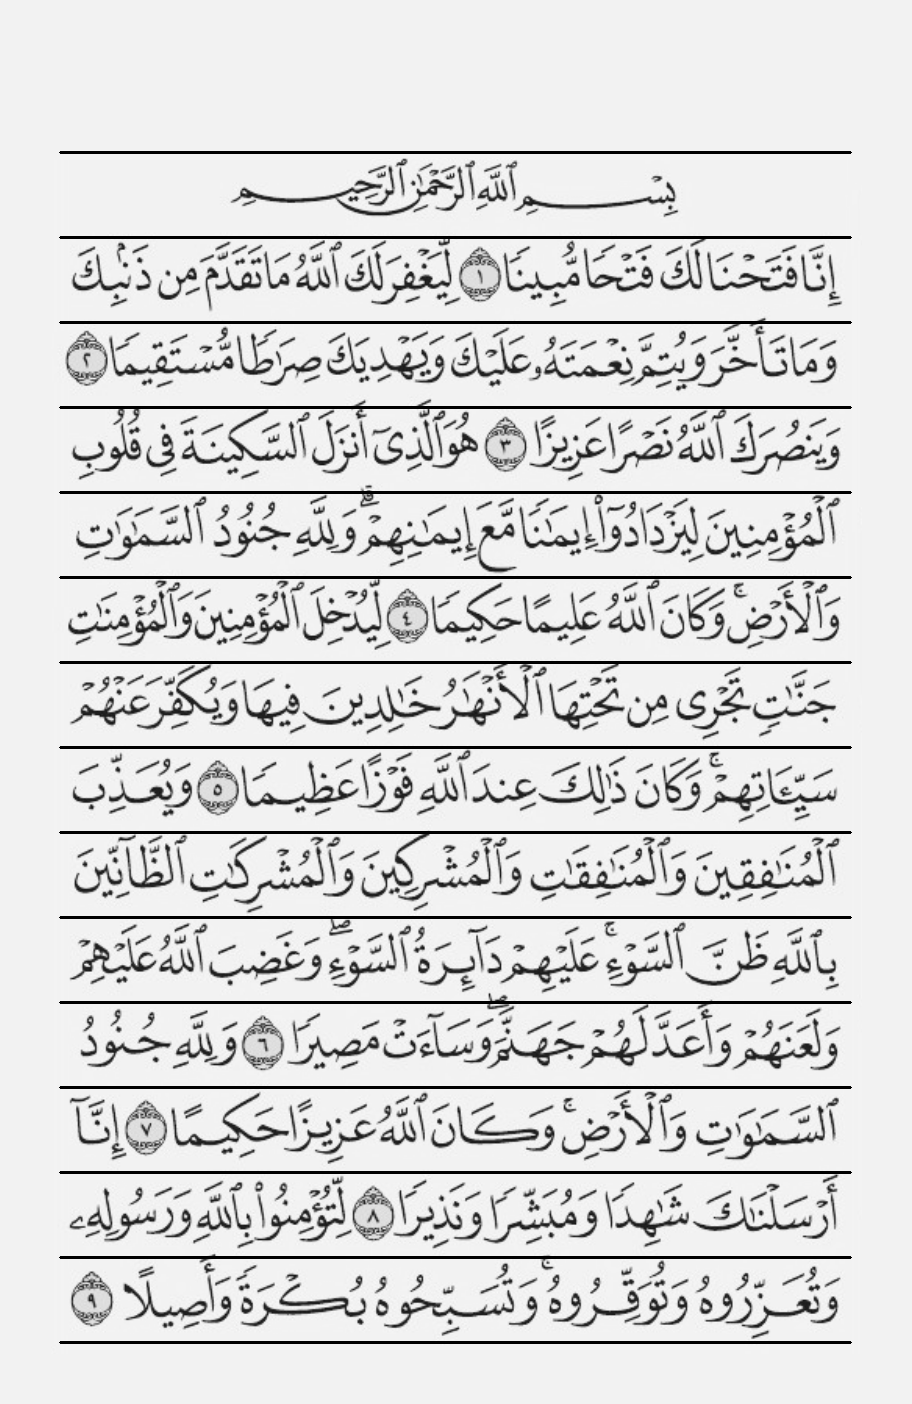 بِسْمِ ٱللَّهِ ٱلرَّحْمَٰنِ ٱلرَّحِيمِ
إِنَّا فَتَحْنَا لَكَ فَتْحًا مُّبِينًا ١ لِّيَغْفِرَ لَكَ ٱللَّهُ مَا تَقَدَّمَ مِن ذَنۢبِكَ
وَمَا تَأَخَّرَ وَيُتِمَّ نِعْمَتَهُۥ عَلَيْكَ وَيَهْدِيَكَ صِرَٰطًا مُّسْتَقِيمًا ٢
وَيَنصُرَكَ ٱللَّهُ نَصْرًا عَزِيزًا ٣ هُوَ ٱلَّذِىٓ أَنزَلَ ٱلسَّكِينَةَ فِى قُلُوبِ
ٱلْمُؤْمِنِينَ لِيَزْدَادُوٓا۟ إِيمَٰنًا مَّعَ إِيمَٰنِهِمْ ۗ وَلِلَّهِ جُنُودُ ٱلسَّمَٰوَٰتِ
وَٱلْأَرْضِ ۚ وَكَانَ ٱللَّهُ عَلِيمًا حَكِيمًا ٤ لِّيُدْخِلَ ٱلْمُؤْمِنِينَ وَٱلْمُؤْمِنَٰتِ
جَنَّٰتٍ تَجْرِى مِن تَحْتِهَا ٱلْأَنْهَٰرُ خَٰلِدِينَ فِيهَا وَيُكَفِّرَ عَنْهُمْ
سَيِّـَٔاتِهِمْ ۚ وَكَانَ ذَٰلِكَ عِندَ ٱللَّهِ فَوْزًا عَظِيمًا ٥ وَيُعَذِّبَ
ٱلْمُنَٰفِقِينَ وَٱلْمُنَٰفِقَٰتِ وَٱلْمُشْرِكِينَ وَٱلْمُشْرِكَٰتِ ٱلظَّآنِّينَ
بِٱللَّهِ ظَنَّ ٱلسَّوْءِ ۚ عَلَيْهِمْ دَآئِرَةُ ٱلسَّوْءِ ۖ وَغَضِبَ ٱللَّهُ عَلَيْهِمْ
وَلَعَنَهُمْ وَأَعَدَّ لَهُمْ جَهَنَّمَ ۖ وَسَآءَتْ مَصِيرًا ٦ وَلِلَّهِ جُنُودُ
ٱلسَّمَٰوَٰتِ وَٱلْأَرْضِ ۚ وَكَانَ ٱللَّهُ عَزِيزًا حَكِيمًا ٧ إِنَّآ
أَرْسَلْنَٰكَ شَٰهِدًا وَمُبَشِّرًا وَنَذِيرًا ٨ لِّتُؤْمِنُوا۟ بِٱللَّهِ وَرَسُولِهِۦ
وَتُعَزِّرُوهُ وَتُوَقِّرُوهُ ۚ وَتُسَبِّحُوهُ بُكْرَةً وَأَصِيلًا ٩